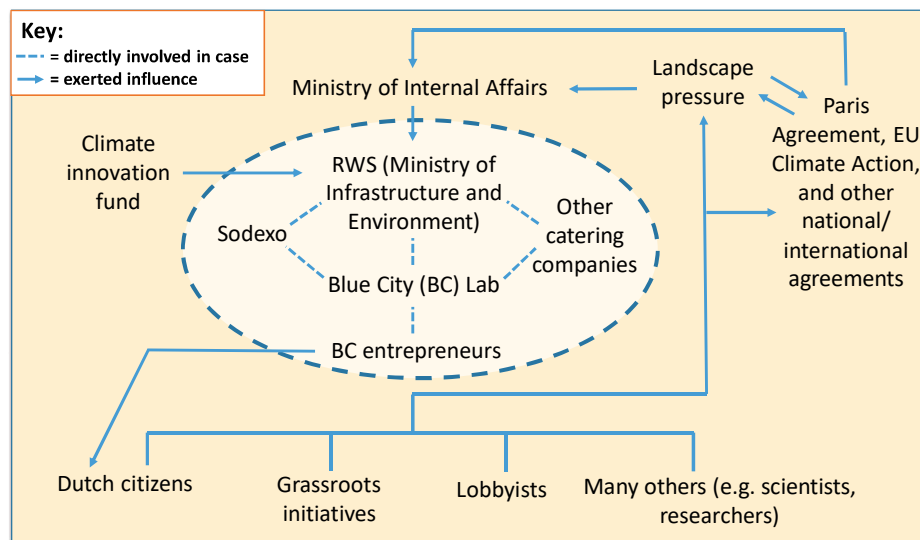 Key:
= directly involved in case
= exerted influence
Ministry of Internal Affairs
Landscape
pressure
Paris
Agreement, EU
Climate Action,
and other
national/
international
agreements
Climate
innovation
fund
RWS (Ministry of
Infrastructure and
Environment)
Sodexo
Other
catering
companies
Blue City (BC) Lab
BC entrepreneurs
Dutch citizens
Grassroots
initiatives
Lobbyists
Many others (e.g. scientists,
researchers)